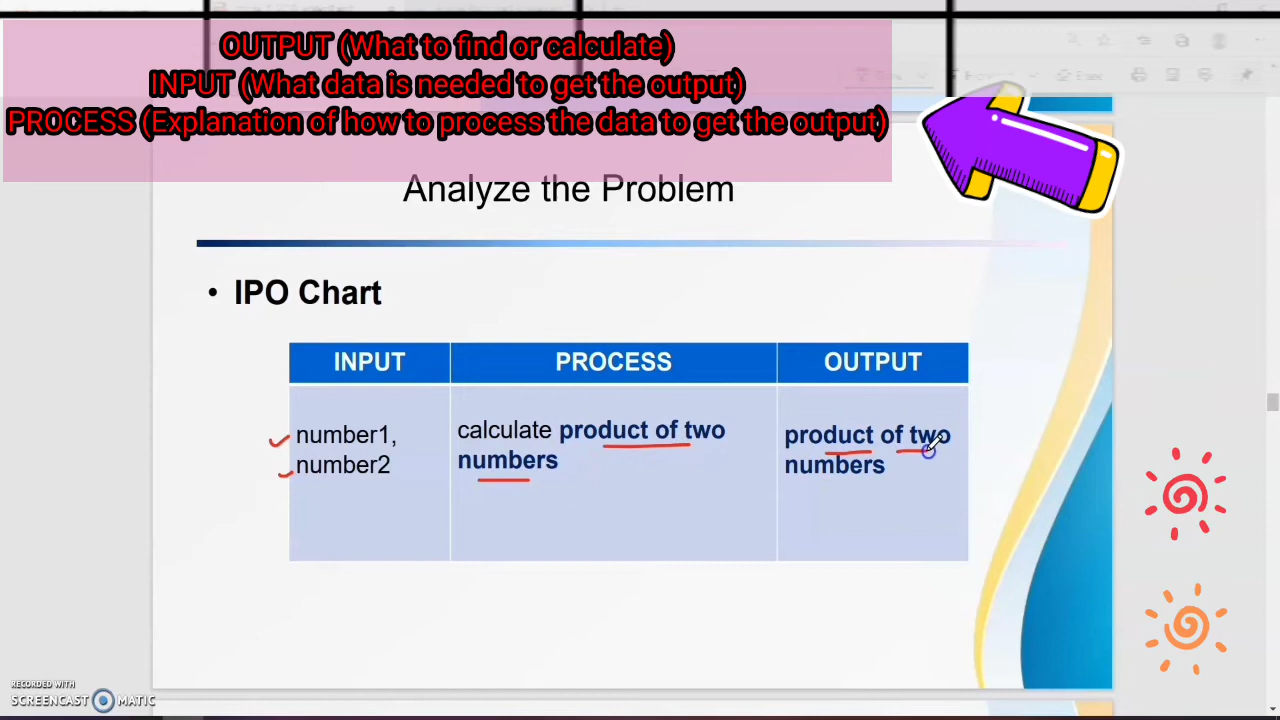 OUTPUT (What to find or calculate)
INPUT (What data is needed to get the output)
PROCESS (Explanation of how to process the data to get the output)
Analyze the Problem
• IPO Chart
INPUT PROCESS OUTPUT
number1,
number2
calculate product of two
numbers
product of two
numbers
RECORDED WITH
SCREENCAST MATIC